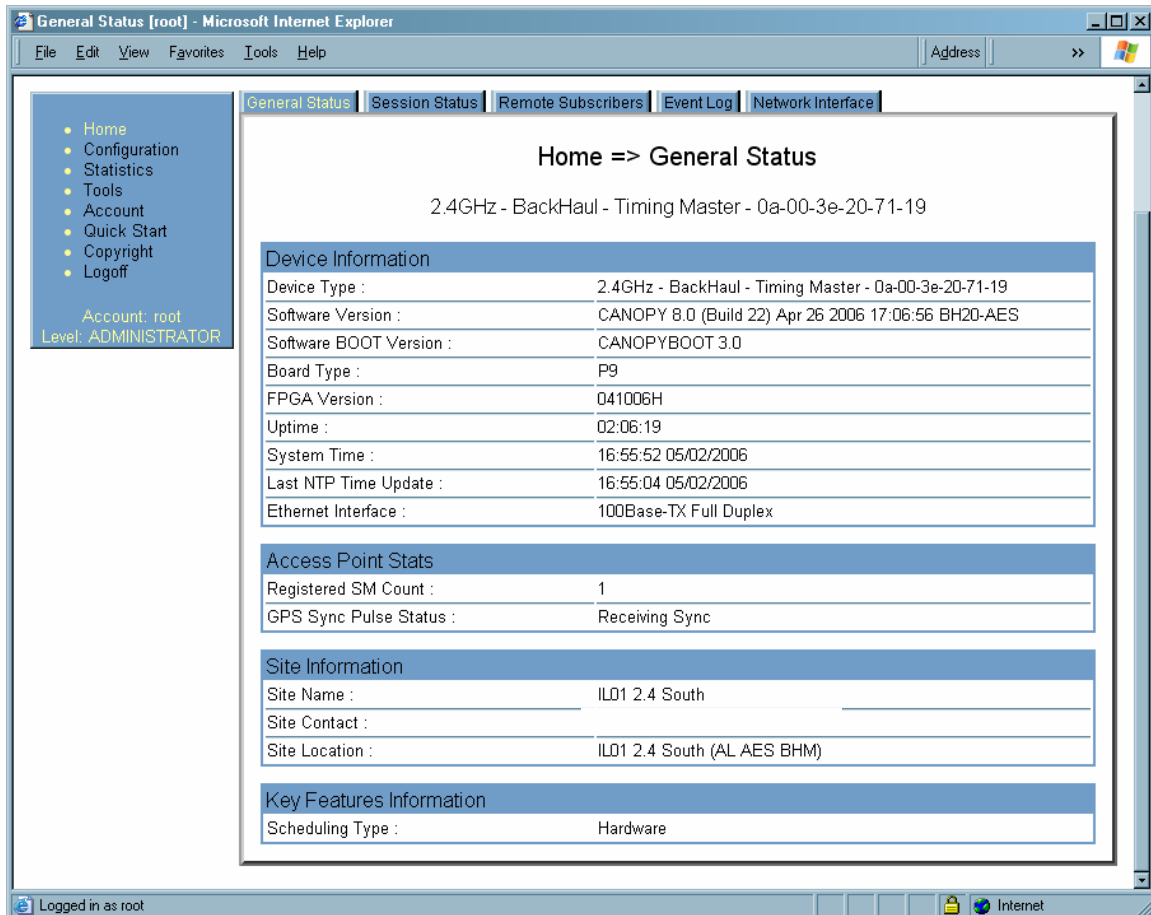 General Status [root] - Microsoft Internet Explorer
File Edit View Favorites Tools Help Address »
General Status Session Status Remote Subscribers Event Log Network Interface
Home
Configuration
Statistics
Tools
Account
Quick Start
Copyright
Logoff
Account: root
Level: ADMINISTRATOR
Home => General Status
2.4GHz - BackHaul - Timing Master - 0a-00-3e-20-71-19
Device Information
Device Type : 2.4GHz - BackHaul - Timing Master - 0a-00-3e-20-71-19
Software Version : CANOPY 8.0 (Build 22) Apr 26 2006 17:06:56 BH20-AES
Software BOOT Version : CANOPYBOOT 3.0
Board Type : P9
FPGA Version : 041006H
Uptime : 02:06:19
System Time : 16:55:52 05/02/2006
Last NTP Time Update : 16:55:04 05/02/2006
Ethernet Interface : 100Base-TX Full Duplex
Access Point Stats
Registered SM Count : 1
GPS Sync Pulse Status : Receiving Sync
Site Information
Site Name : IL01 2.4 South
Site Contact :
Site Location : IL01 2.4 South (AL AES BHM)
Key Features Information
Scheduling Type : Hardware
Logged in as root Internet